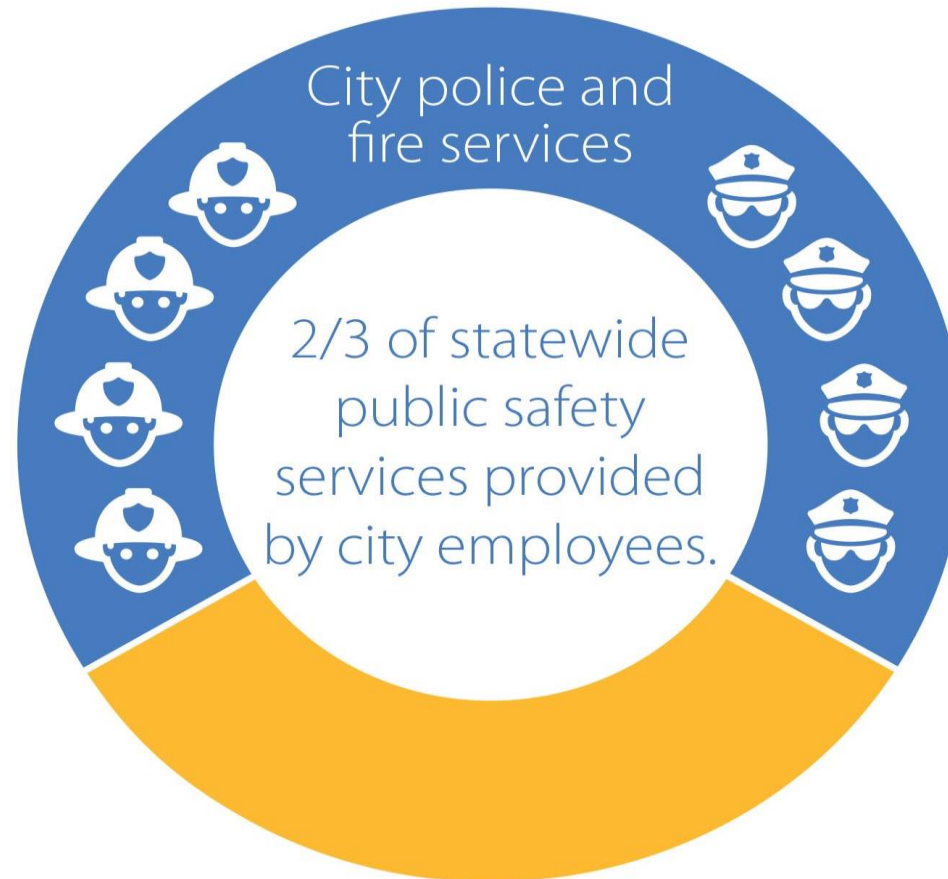 City police and
fire services
2/3 of statewide
public safety
services provided
by city employees.